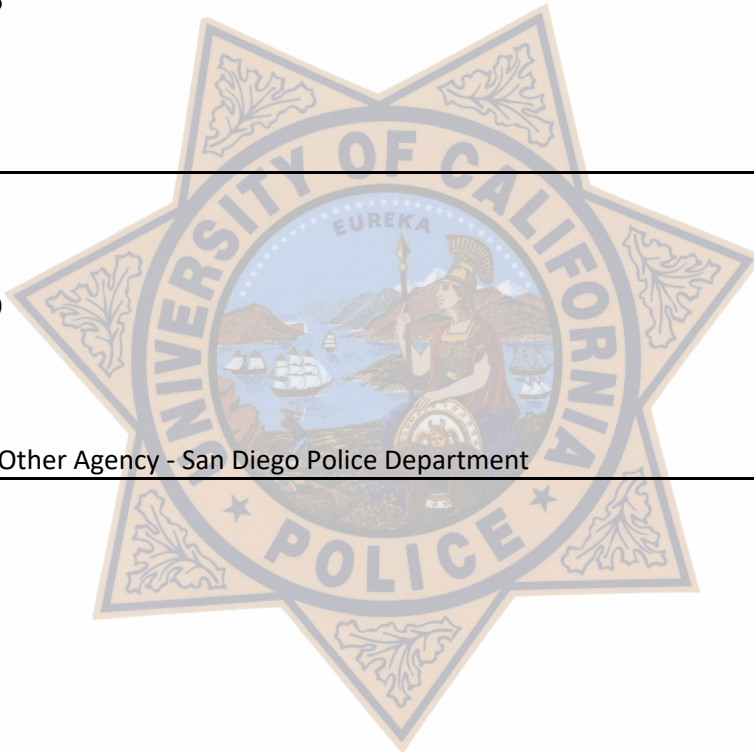 UNIVERSITY OF CALIFORNIA
EUREKA
Other Agency - San Diego Police Department
POLICE